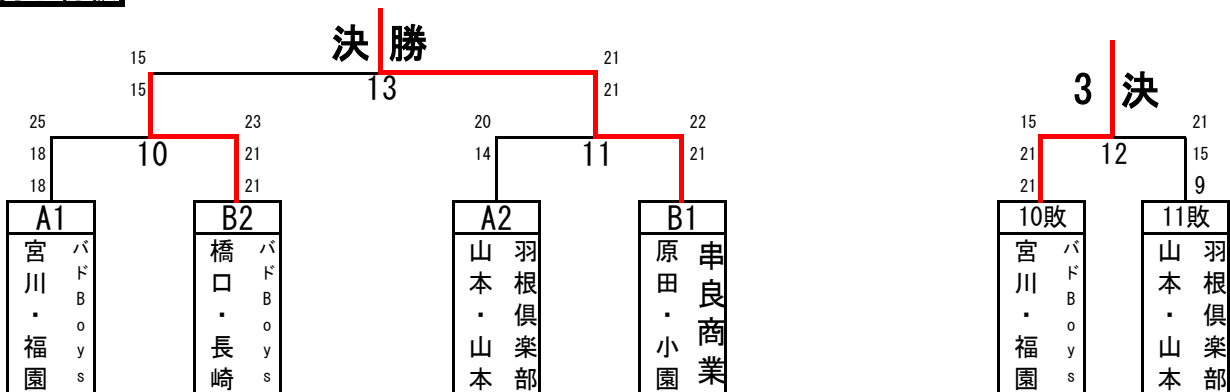 決 勝
15 21
15 13 21
3 決
25 23 20 22 15 21
18 10 21 14 11 21 21 12 15
18 21 21 9
A1 B2 A2 B1 10敗 11敗
宮川・福園 バドBoys
橋口・長崎 バドBoys
山本・山本 羽根倶楽部
原田・小園 串良商業
宮川・福園 バドBoys
山本・山本 羽根倶楽部